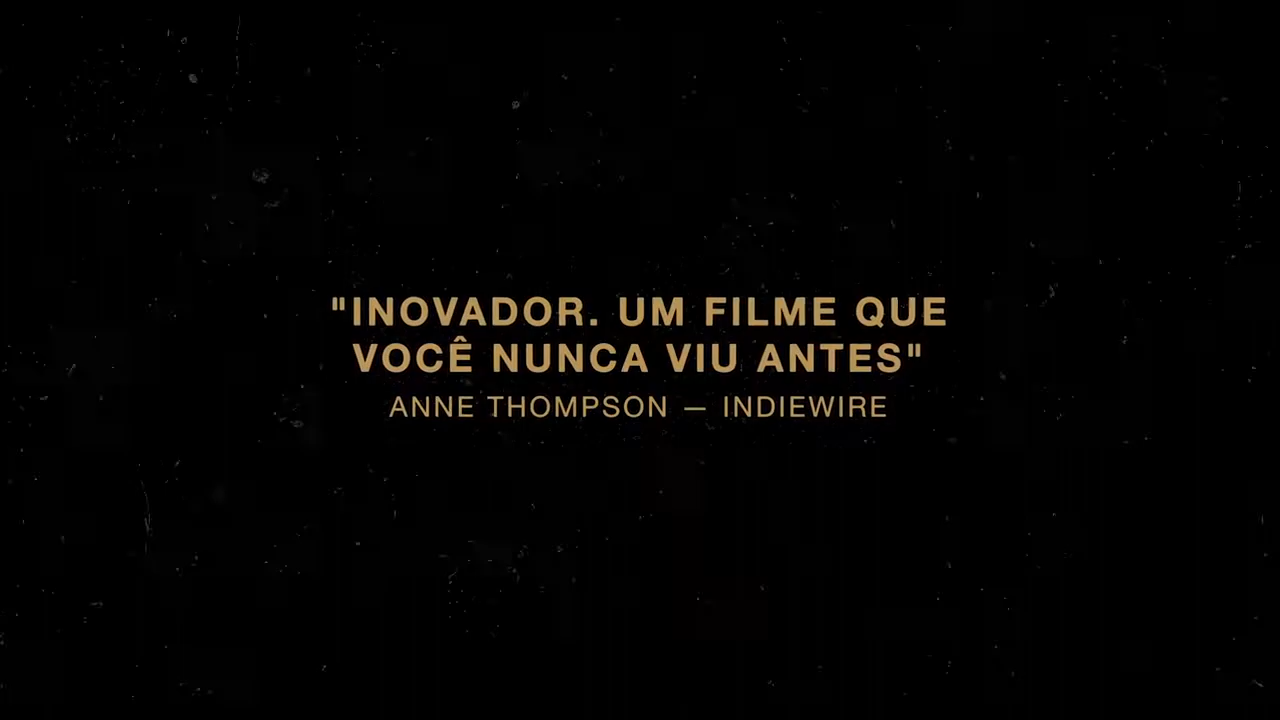 "INOVADOR. UM FILME QUE
VOCÊ NUNCA VIU ANTES"
ANNE THOMPSON — INDIEWIRE